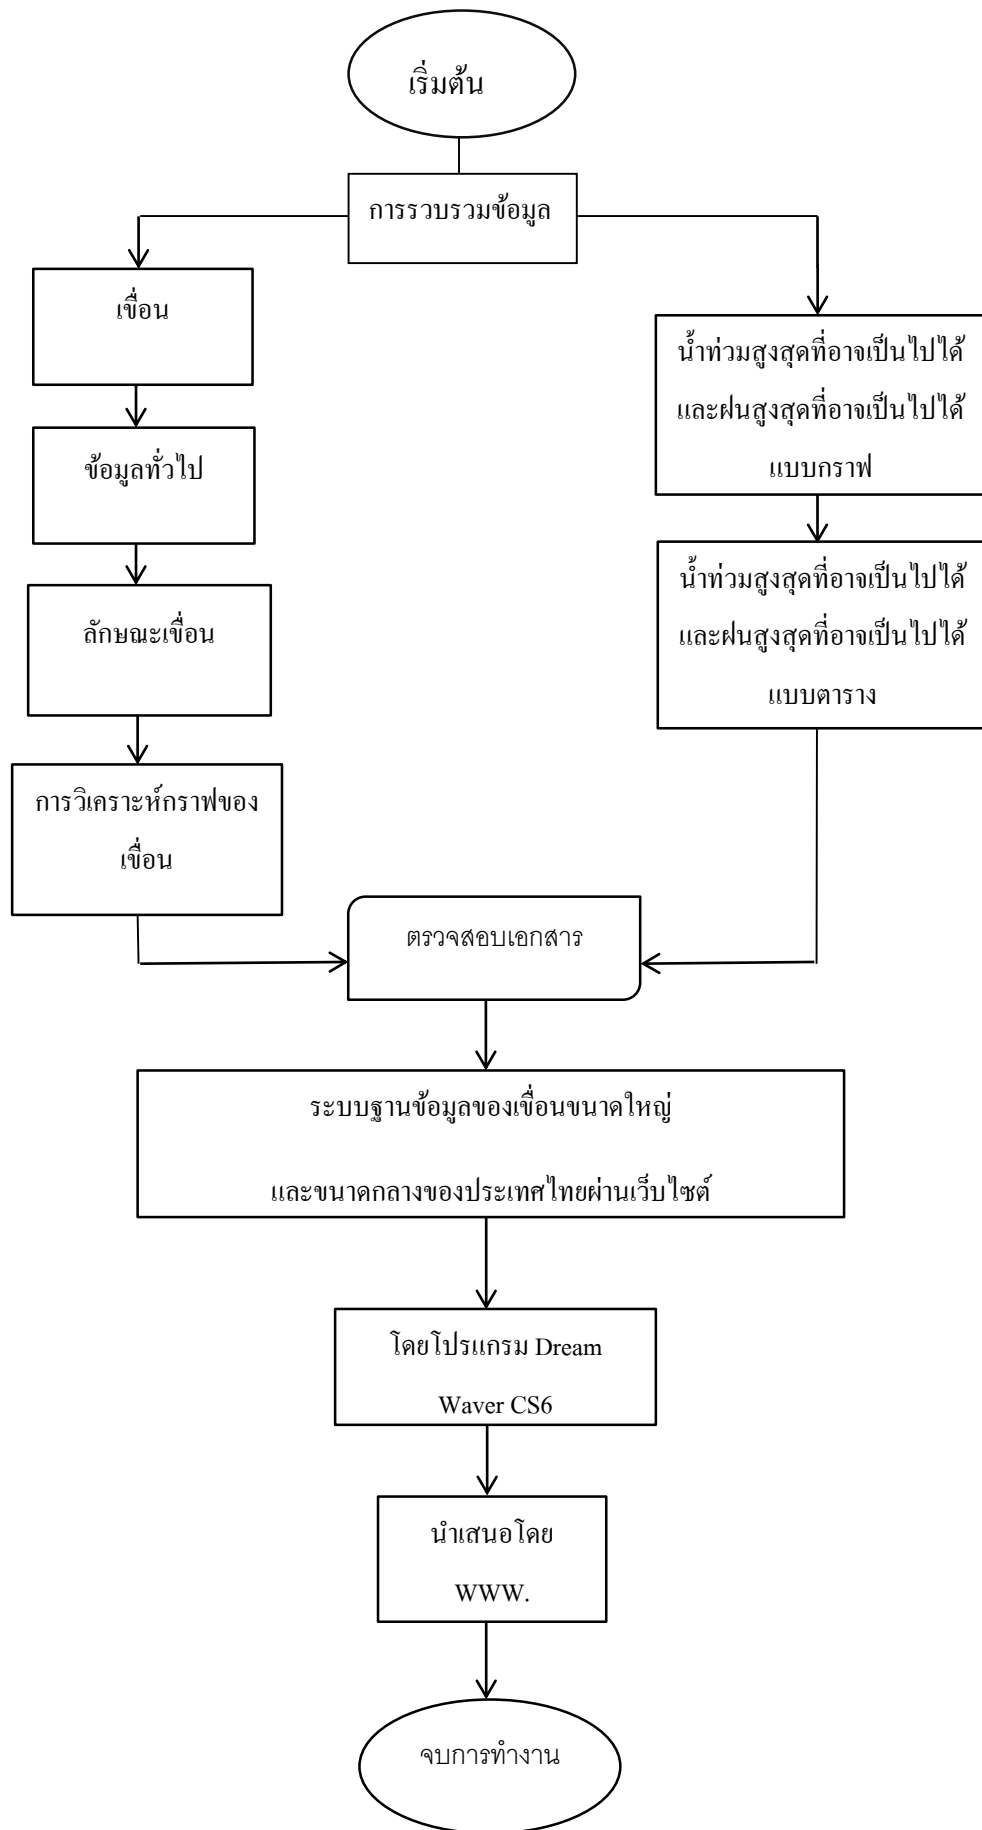 เริ่มต้น
การรวบรวมข้อมูล
เขื่อน
ข้อมูลทั่วไป
ลักษณะเขื่อน
การวิเคราะห์กราฟของ
เขื่อน
น้ำท่วมสูงสุดที่อาจเป็นไปได้
และฝนสูงสุดที่อาจเป็นไปได้
แบบกราฟ
น้ำท่วมสูงสุดที่อาจเป็นไปได้
และฝนสูงสุดที่อาจเป็นไปได้
แบบตาราง
ตรวจสอบเอกสาร
ระบบฐานข้อมูลของเขื่อนขนาดใหญ่
และขนาดกลางของประเทศไทยผ่านเว็บไซต์
โดยโปรแกรม Dream
Waver CS6
นำเสนอโดย
WWW.
จบการทำงาน